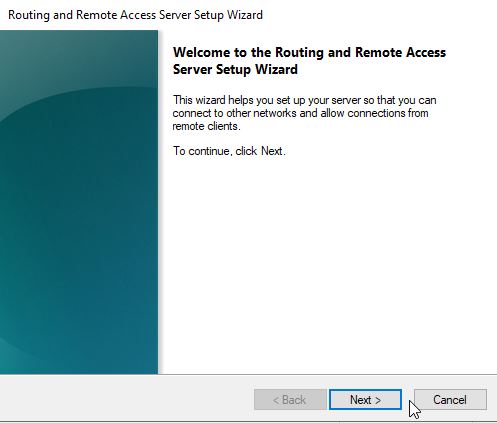 Routing and Remote Access Server Setup Wizard
Welcome to the Routing and Remote Access
Server Setup Wizard
This wizard helps you set up your server so that you can
connect to other networks and allow connections from
remote clients.
To continue, click Next.
< Back
Next >
Cancel